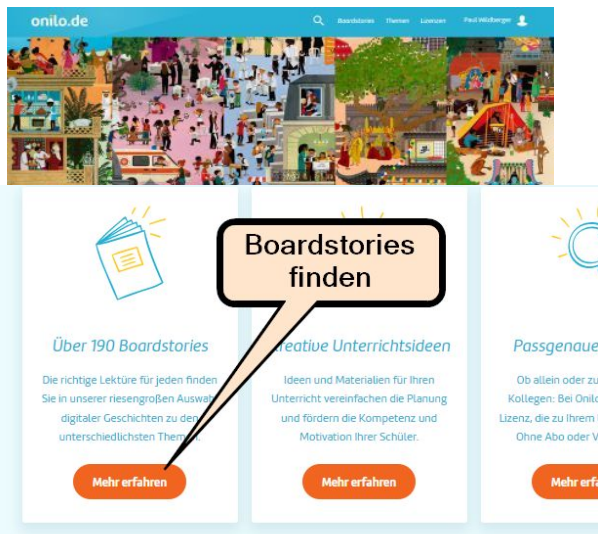 onilo.de
Boardstories Themen Lizenzen Paul Wildberger
Boardstories
finden
Über 190 Boardstories
Die richtige Lektüre für jeden finden
Sie in unserer riesengroßen Auswahl
digitaler Geschichten zu den
unterschiedlichsten Themen.
Mehr erfahren
reative Unterrichtsideen
Ideen und Materialien für Ihren
Unterricht vereinfachen die Planung
und fördern die Kompetenz und
Motivation Ihrer Schüler.
Mehr erfahren
Passgenaue
Ob allein oder zu
Kollegen: Bei Onilo
Lizenz, die zu Ihrem
Ohne Abo oder V
Mehr erfa